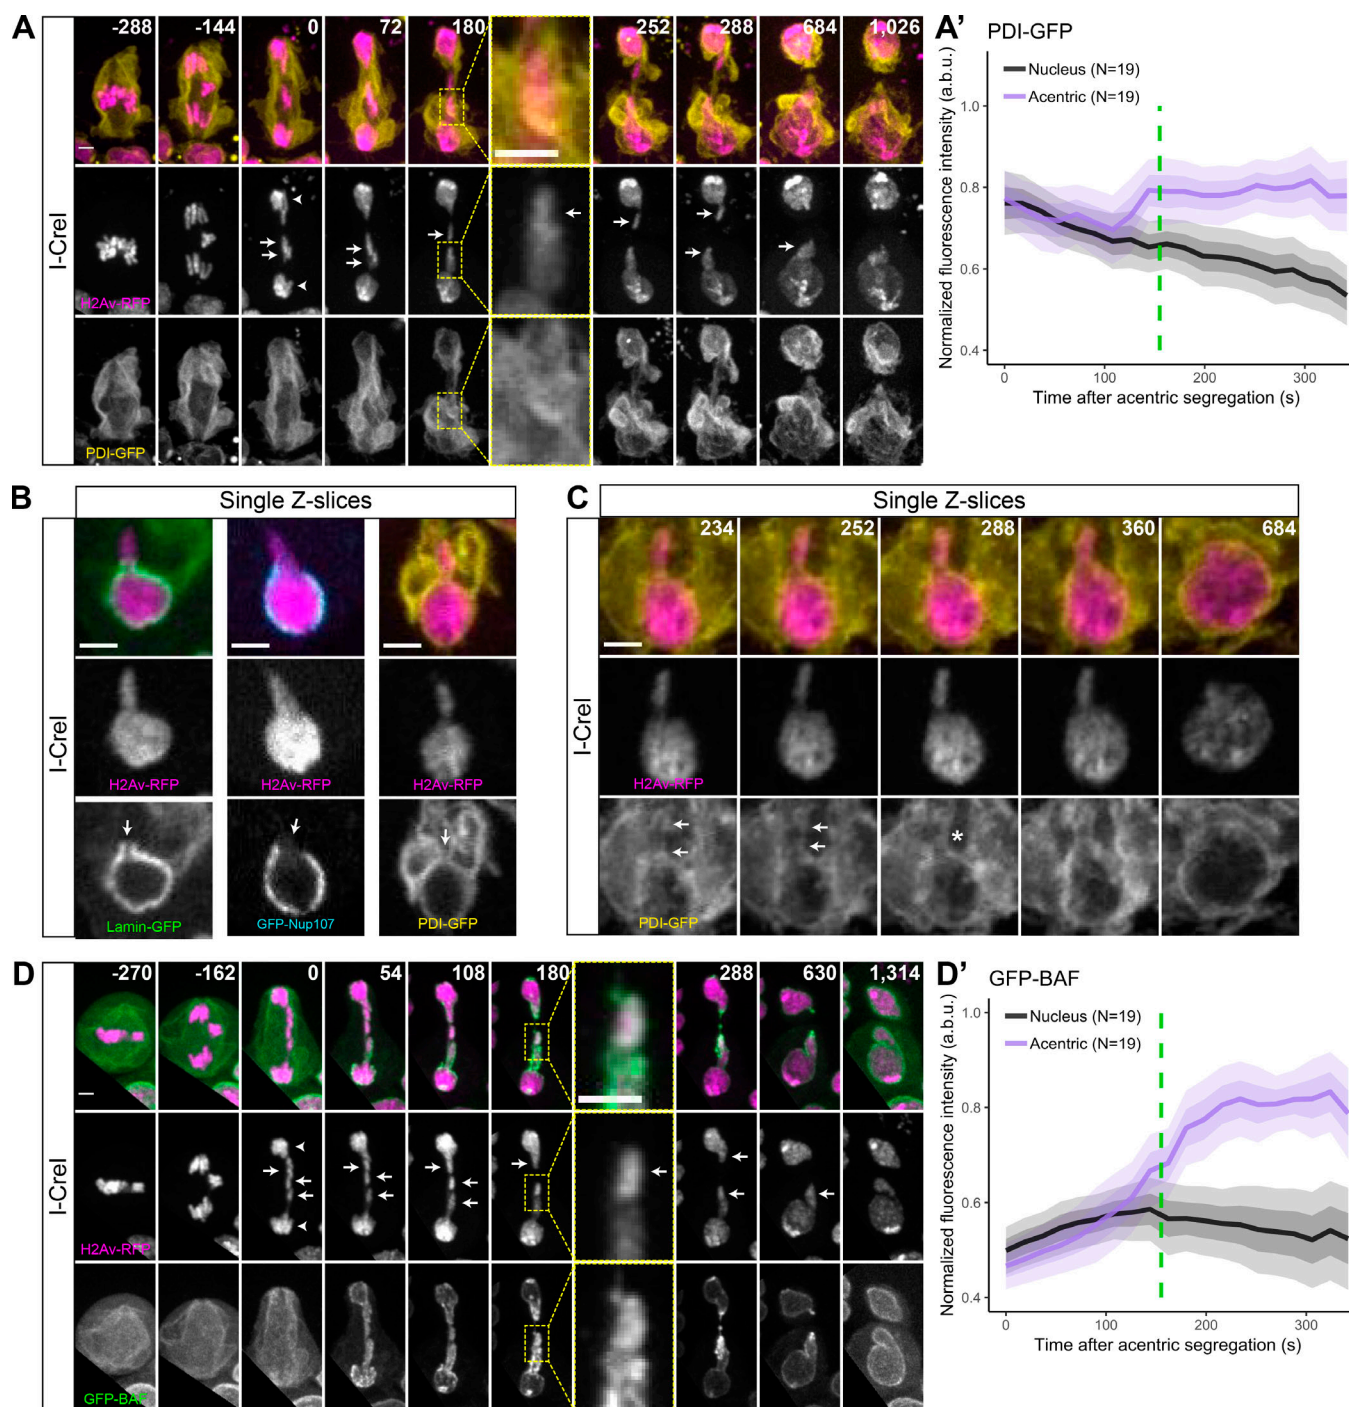 A
-288
-144
0
72
180
252
288
684
1,026
I-CreI
H2Av-RFP
PDI-GFP
A'
PDI-GFP
Nucleus (N=19)
Acentric (N=19)
Normalized fluorescence intensity (a.b.u.)
1.0
0.8
0.6
0.4
0
100
200
300
Time after acentric segregation (s)
B
Single Z-slices
I-CreI
H2Av-RFP
H2Av-RFP
H2Av-RFP
Lamin-GFP
GFP-Nup107
PDI-GFP
C
Single Z-slices
234
252
288
360
684
I-CreI
H2Av-RFP
*
PDI-GFP
D
-270
-162
0
54
108
180
288
630
1,314
I-CreI
H2Av-RFP
GFP-BAF
D'
GFP-BAF
Nucleus (N=19)
Acentric (N=19)
Normalized fluorescence intensity (a.b.u.)
1.0
0.8
0.6
0.4
0
100
200
300
Time after acentric segregation (s)